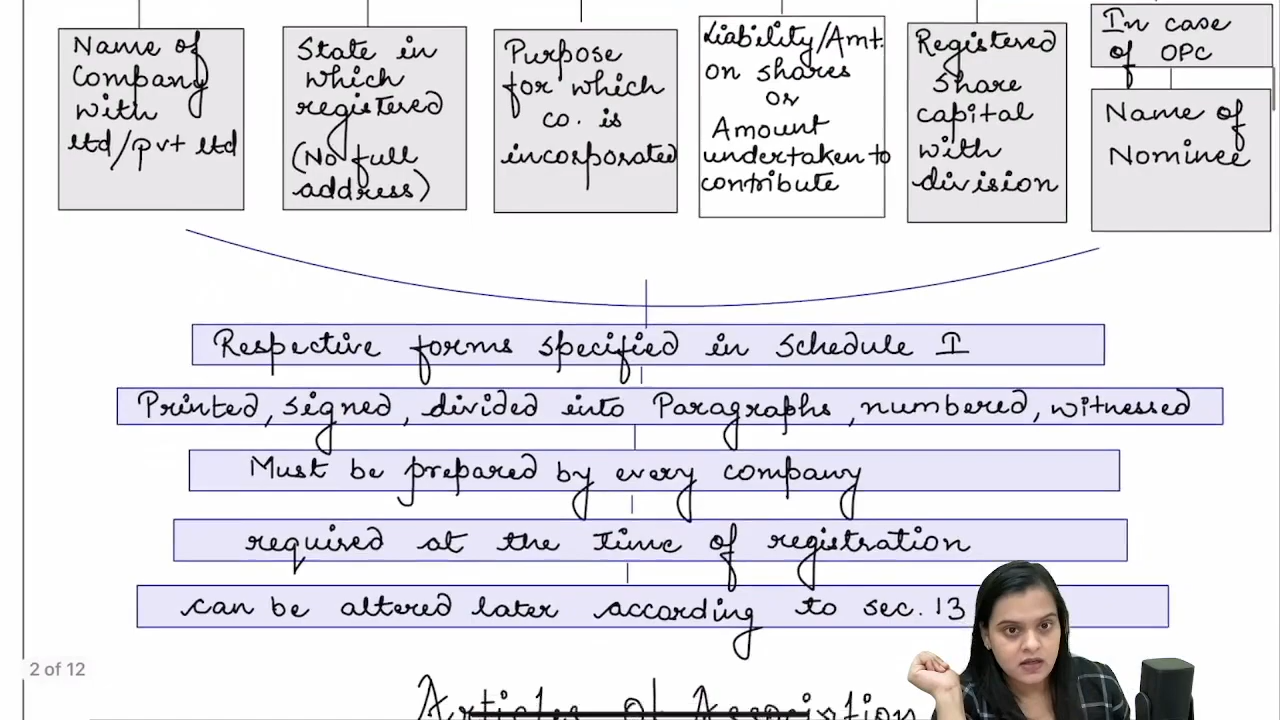 Name of
Company
with
ltd/pvt ltd
State in
which
registered
(No full
address)
Purpose
for which
co. is
incorporated
Liability/Amt.
on shares
or
Amount
undertaken to
contribute
Registered
share
capital
with
division
In case
of OPC
Name of
Nominee
Respective forms specified in Schedule I
Printed, signed, divided into Paragraphs, numbered, witnessed
Must be prepared by every company
required at the time of registration
can be altered later according to sec. 13
2 of 12
Articles of Association